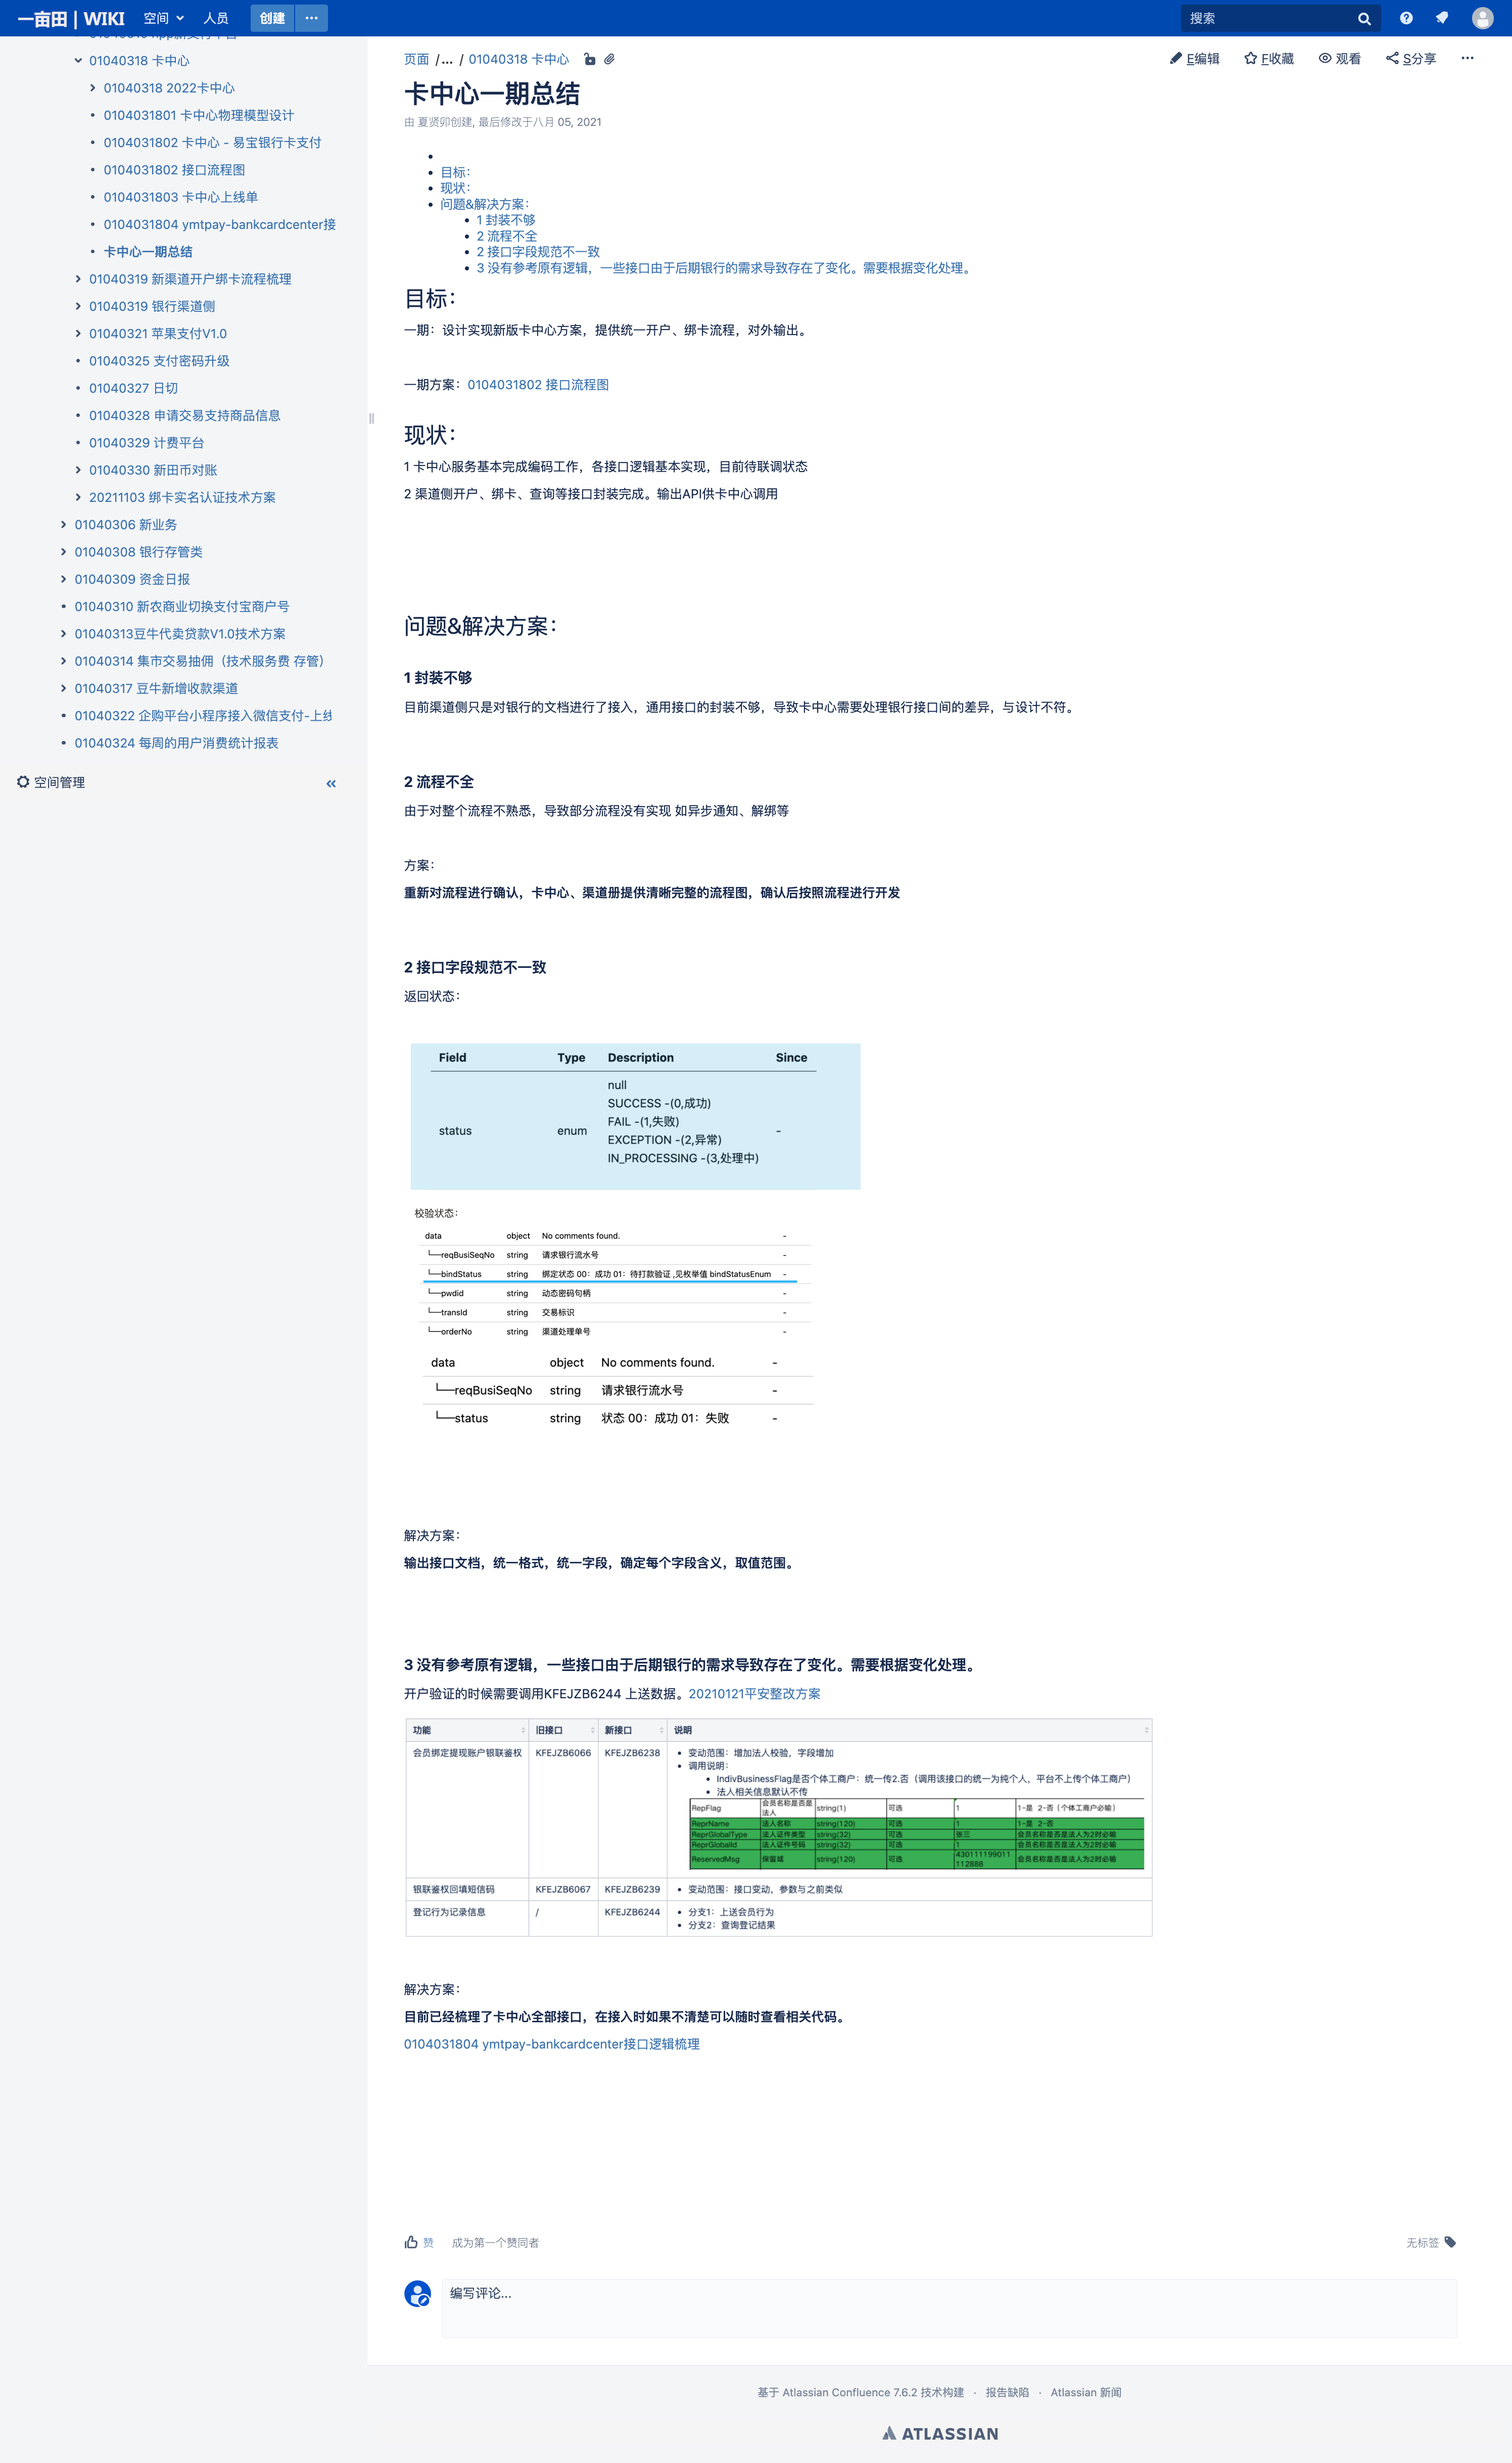 一亩田 | WIKI
空间
人员
创建
搜索
01040318 卡中心
01040318 2022卡中心
0104031801 卡中心物理模型设计
0104031802 卡中心 - 易宝银行卡支付
0104031802 接口流程图
0104031803 卡中心上线单
0104031804 ymtpay-bankcardcenter接
卡中心一期总结
01040319 新渠道开户绑卡流程梳理
01040319 银行渠道侧
01040321 苹果支付V1.0
01040325 支付密码升级
01040327 日切
01040328 申请交易支持商品信息
01040329 计费平台
01040330 新田币对账
20211103 绑卡实名认证技术方案
01040306 新业务
01040308 银行存管类
01040309 资金日报
01040310 新农商业切换支付宝商户号
01040313豆牛代卖贷款V1.0技术方案
01040314 集市交易抽佣（技术服务费 存管）
01040317 豆牛新增收款渠道
01040322 企购平台小程序接入微信支付-上线
01040324 每周的用户消费统计报表
空间管理
页面 /... / 01040318 卡中心
E编辑
F收藏
观看
S分享
卡中心一期总结
由 夏贤卯创建, 最后修改于八月 05, 2021
目标：
现状：
问题&解决方案：
1 封装不够
2 流程不全
2 接口字段规范不一致
3 没有参考原有逻辑，一些接口由于后期银行的需求导致存在了变化。需要根据变化处理。
目标：
一期：设计实现新版卡中心方案，提供统一开户、绑卡流程，对外输出。
一期方案：0104031802 接口流程图
现状：
1 卡中心服务基本完成编码工作，各接口逻辑基本实现，目前待联调状态
2 渠道侧开户、绑卡、查询等接口封装完成。输出API供卡中心调用
问题&解决方案：
1 封装不够
目前渠道侧只是对银行的文档进行了接入，通用接口的封装不够，导致卡中心需要处理银行接口间的差异，与设计不符。
2 流程不全
由于对整个流程不熟悉，导致部分流程没有实现 如异步通知、解绑等
方案：
重新对流程进行确认，卡中心、渠道册提供清晰完整的流程图，确认后按照流程进行开发
2 接口字段规范不一致
返回状态：
Field Type Description Since
null
SUCCESS -(0,成功)
FAIL -(1,失败)
status enum EXCEPTION -(2,异常) -
IN_PROCESSING -(3,处理中)
校验状态：
data object No comments found. -
└─reqBusiSeqNo string 请求银行流水号 -
└─bindStatus string 绑定状态 00：成功 01：待打款验证 ,见枚举值 bindStatusEnum -
└─pwdid string 动态密码句柄 -
└─transId string 交易标识 -
└─orderNo string 渠道处理单号 -
data object No comments found. -
└─reqBusiSeqNo string 请求银行流水号 -
└─status string 状态 00：成功 01：失败 -
解决方案：
输出接口文档，统一格式，统一字段，确定每个字段含义，取值范围。
3 没有参考原有逻辑，一些接口由于后期银行的需求导致存在了变化。需要根据变化处理。
开户验证的时候需要调用KFEJZB6244 上送数据。20210121平安整改方案
功能 旧接口 新接口 说明
会员绑定提现账户银联鉴权 KFEJZB6066 KFEJZB6238 变动范围：增加法人校验，字段增加
调用说明：
IndivBusinessFlag是否个体工商户：统一传2.否（调用该接口的统一为纯个人，平台不上传个体工商户）
法人相关信息默认不传
RepFlag 会员名称是否是法人 string(1) 可选 1 1-是 2-否（个体工商户必输）
ReprName 法人名称 string(120) 可选 1 1-是 2-否
ReprGlobalType 法人证件类型 string(32) 可选 张三 会员名称是否是法人为2时必输
ReprGlobalId 法人证件号码 string(32) 可选 1 会员名称是否是法人为2时必输
ReservedMsg 保留域 string(120) 可选 430111199011112888 会员名称是否是法人为2时必输
银联鉴权回填短信码 KFEJZB6067 KFEJZB6239 变动范围：接口变动，参数与之前类似
登记行为记录信息 / KFEJZB6244 分支1：上送会员行为
分支2：查询登记结果
解决方案：
目前已经梳理了卡中心全部接口，在接入时如果不清楚可以随时查看相关代码。
0104031804 ymtpay-bankcardcenter接口逻辑梳理
赞 成为第一个赞同者
无标签
编写评论...
基于 Atlassian Confluence 7.6.2 技术构建 · 报告缺陷 · Atlassian 新闻
ATLASSIAN